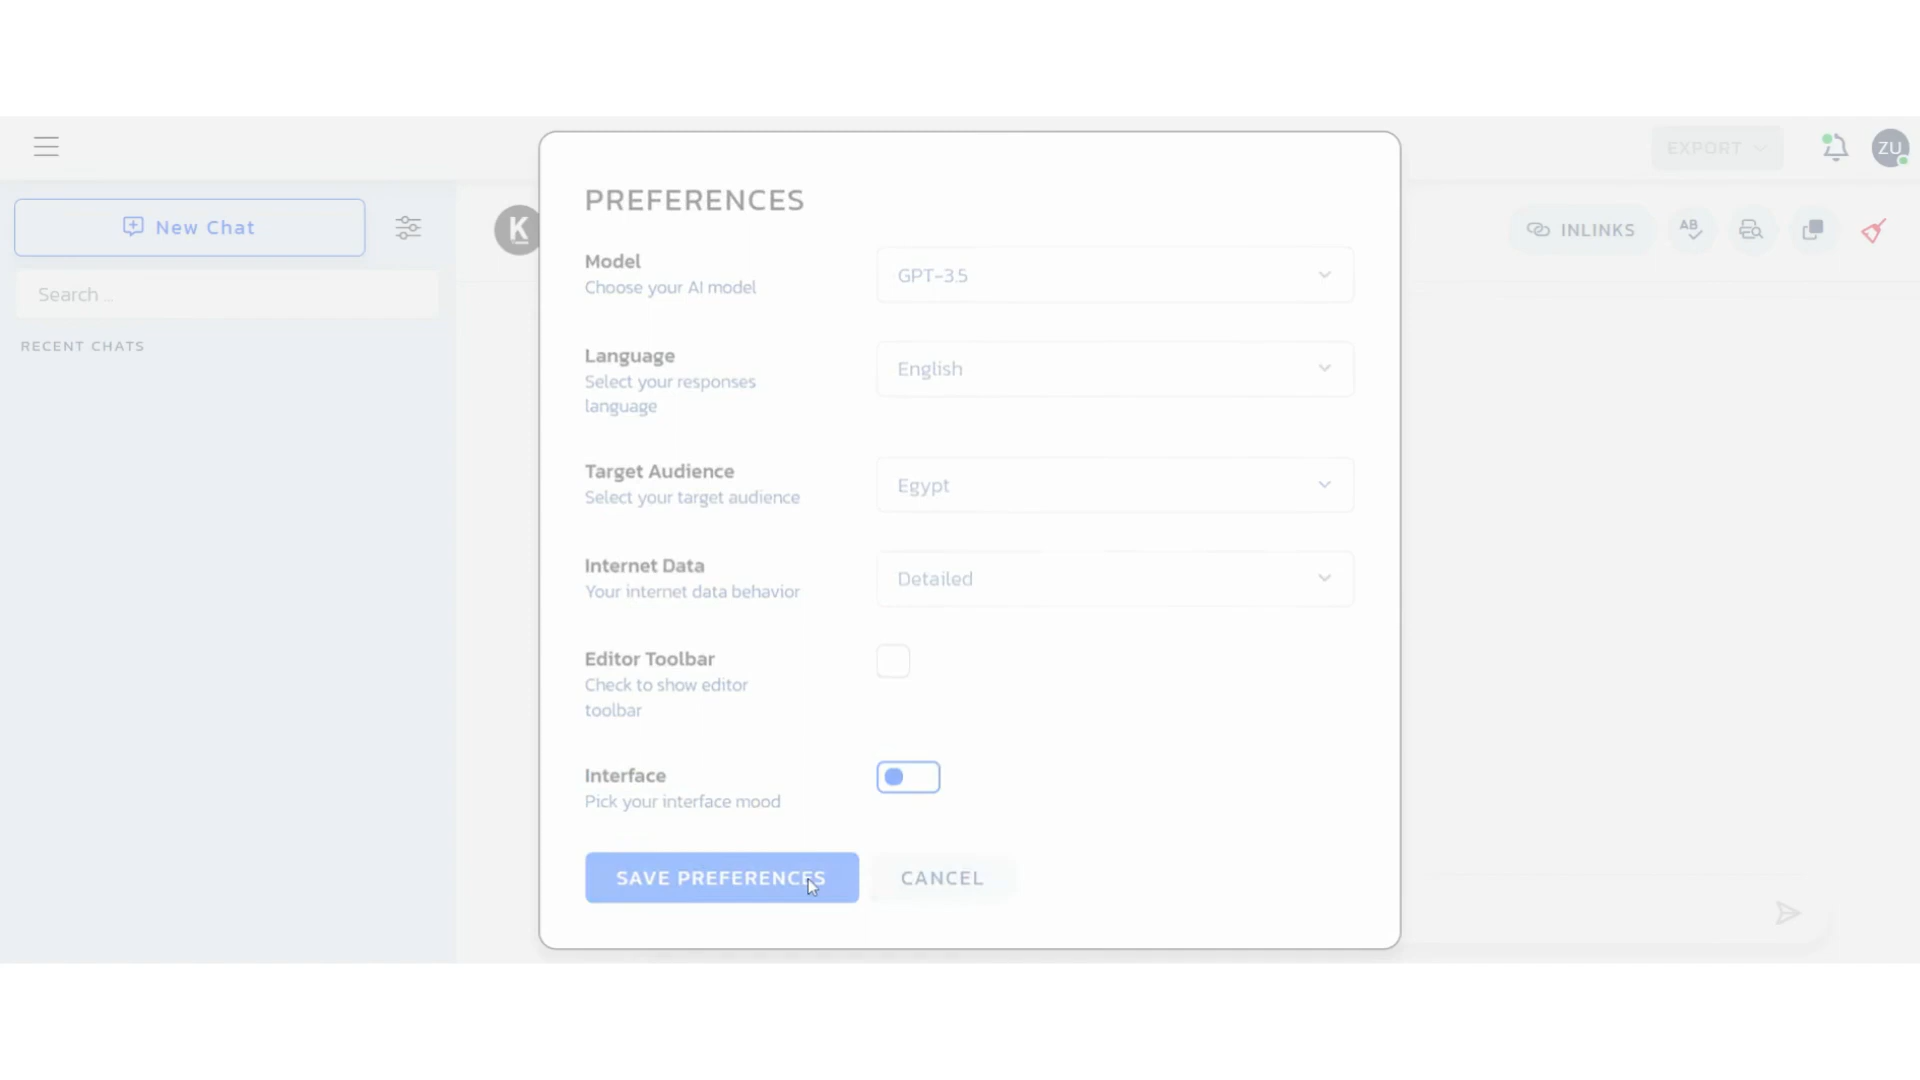 EXPORT
ZU
New Chat
K
INLINKS
AB
Search ...
RECENT CHATS
PREFERENCES
Model
Choose your AI model
GPT-3.5
Language
Select your responses
language
English
Target Audience
Select your target audience
Egypt
Internet Data
Your internet data behavior
Detailed
Editor Toolbar
Check to show editor
toolbar
Interface
Pick your interface mood
SAVE PREFERENCES
CANCEL